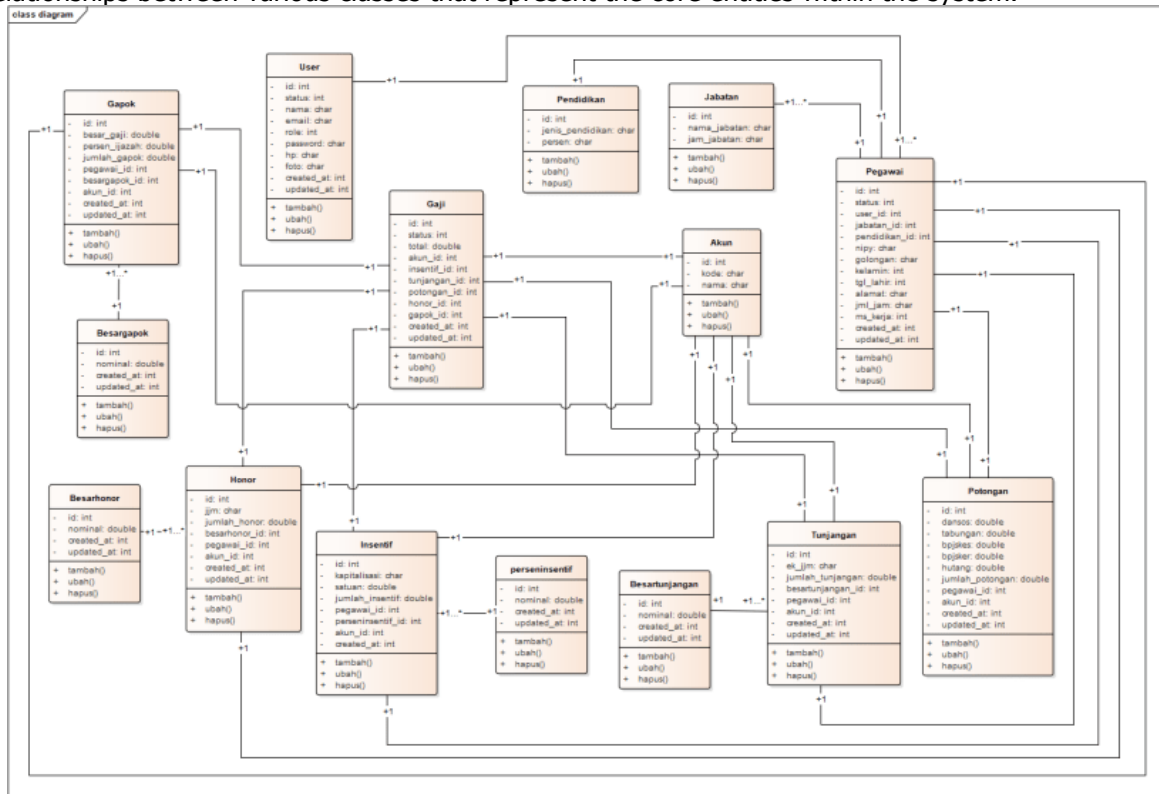 relationships between various classes that represent the core entities within the system.
class diagram
User
- id: int
- status: int
- nama: char
- email: char
- role: int
- password: char
- hp: char
- foto: char
- created_at: int
- updated_at: int
+ tambah()
+ ubah()
+ hapus()
Gapok
- id: int
- besar_gaji: double
- persen_ijazah: double
- jumlah_gapok: double
- pegawai_id: int
- besargapok_id: int
- akun_id: int
- created_at: int
- updated_at: int
+ tambah()
+ ubah()
+ hapus()
Pendidikan
- id: int
- jenis_pendidikan: char
- persen: char
+ tambah()
+ ubah()
+ hapus()
Jabatan
- id: int
- nama_jabatan: char
- jam_jabatan: char
+ tambah()
+ ubah()
+ hapus()
Pegawai
- id: int
- status: int
- user_id: int
- jabatan_id: int
- pendidikan_id: int
- nipy: char
- golongan: char
- kelamin: int
- tgl_lahir: int
- alamat: char
- jml_jam: char
- ms_kerja: int
- created_at: int
- updated_at: int
+ tambah()
+ ubah()
+ hapus()
Gaji
- id: int
- status: int
- total: double
- akun_id: int
- insentif_id: int
- tunjangan_id: int
- potongan_id: int
- honor_id: int
- gapok_id: int
- created_at: int
- updated_at: int
+ tambah()
+ ubah()
+ hapus()
Akun
- id: int
- kode: char
- nama: char
+ tambah()
+ ubah()
+ hapus()
Besargapok
- id: int
- nominal: double
- created_at: int
- updated_at: int
+ tambah()
+ ubah()
+ hapus()
Besarhonor
- id: int
- nominal: double
- created_at: int
- updated_at: int
+ tambah()
+ ubah()
+ hapus()
Honor
- id: int
- jjm: char
- jumlah_honor: double
- besarhonor_id: int
- pegawai_id: int
- akun_id: int
- created_at: int
- updated_at: int
+ tambah()
+ ubah()
+ hapus()
Insentif
- id: int
- kapitalisasi: char
- satuan: double
- jumlah_insentif: double
- pegawai_id: int
- perseninsentif_id: int
- akun_id: int
- created_at: int
+ tambah()
+ ubah()
+ hapus()
perseninsentif
- id: int
- nominal: double
- created_at: int
- updated_at: int
+ tambah()
+ ubah()
+ hapus()
Besartunjangan
- id: int
- nominal: double
- created_at: int
- updated_at: int
+ tambah()
+ ubah()
+ hapus()
Tunjangan
- id: int
- ek_jjm: char
- jumlah_tunjangan: double
- besartunjangan_id: int
- pegawai_id: int
- akun_id: int
- created_at: int
- updated_at: int
+ tambah()
+ ubah()
+ hapus()
Potongan
- id: int
- dansos: double
- tabungan: double
- bpjskes: double
- bpjsker: double
- hutang: double
- jumlah_potongan: double
- pegawai_id: int
- akun_id: int
- created_at: int
- updated_at: int
+ tambah()
+ ubah()
+ hapus()